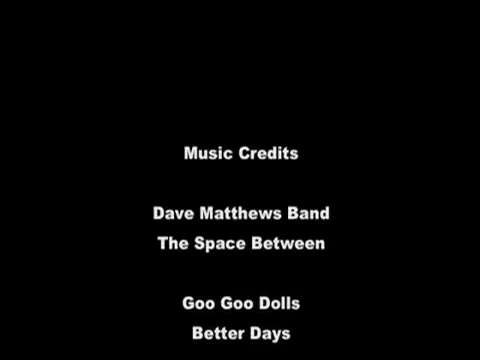 Music Credits
Dave Matthews Band
The Space Between
Goo Goo Dolls
Better Days